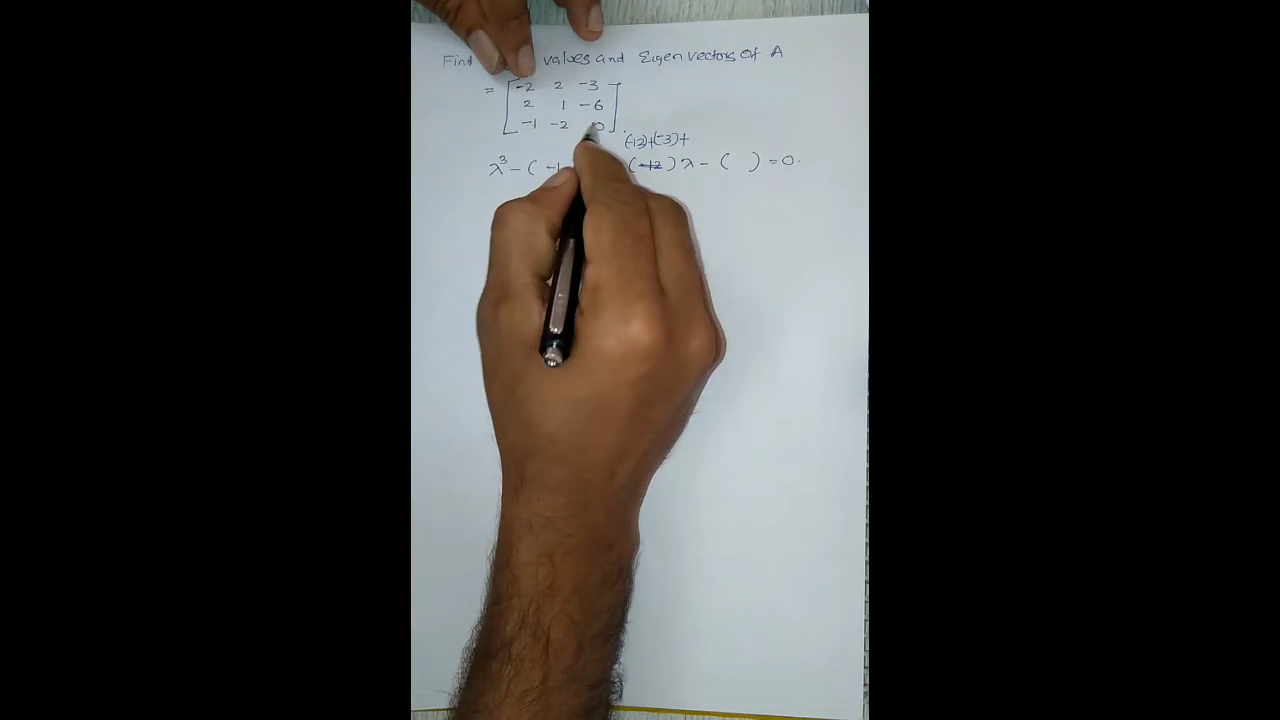 Find values and Eigen vectors of A
= [ -2 2 -3
2 1 -6
-1 -2 0 ].
(-12)+(-3)+
λ³ - ( -1 ( -12 ) λ - ( ) = 0.